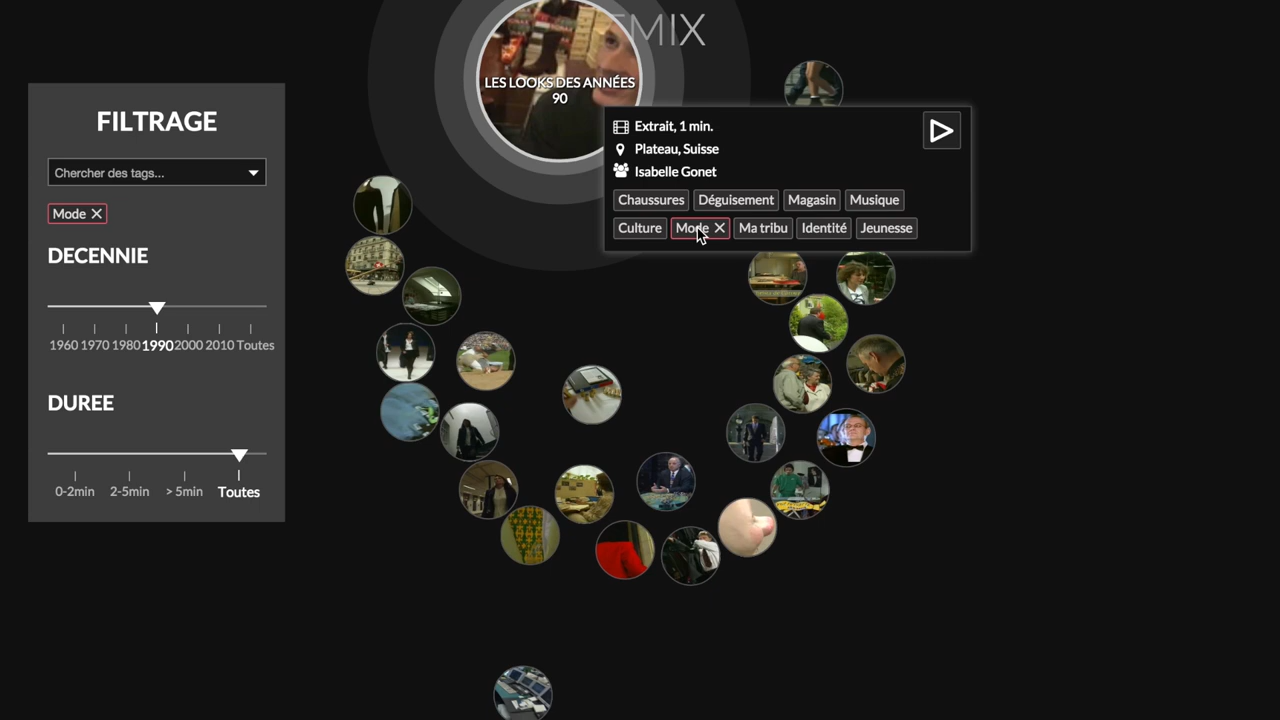 MIX
LES LOOKS DES ANNÉES
90
FILTRAGE
Chercher des tags...
Mode
DECENNIE
1960 1970 1980 1990 2000 2010 Toutes
DUREE
0-2min 2-5min > 5min Toutes
Extrait, 1 min.
Plateau, Suisse
Isabelle Gonet
Chaussures Déguisement Magasin Musique
Culture Mode Ma tribu Identité Jeunesse